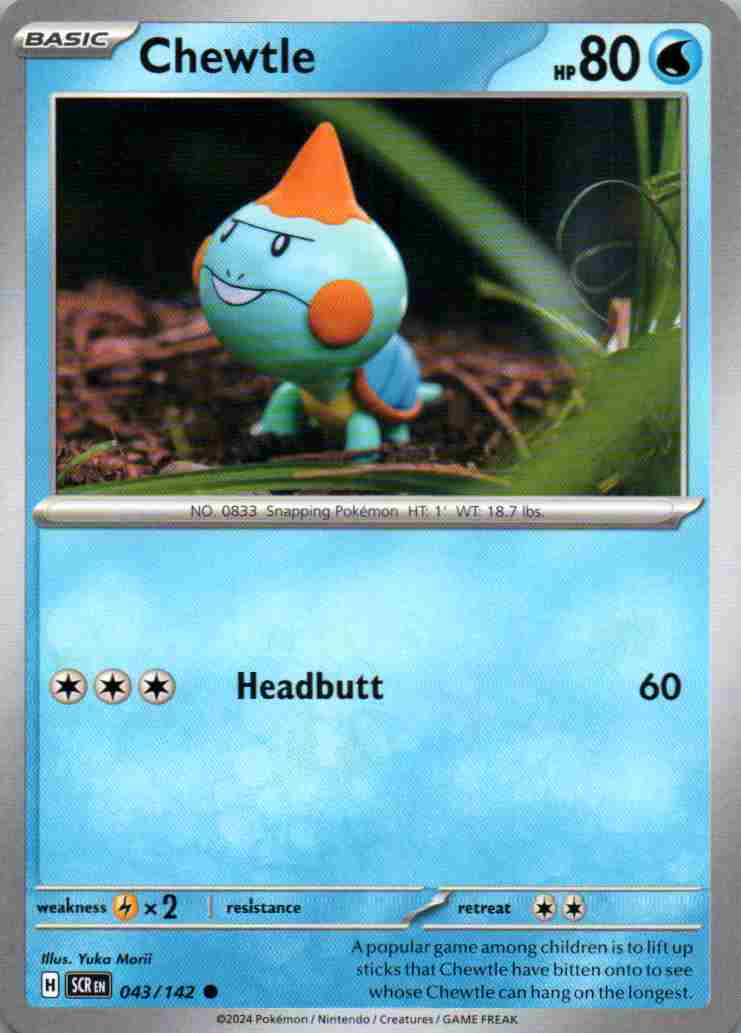 BASIC
Chewtle
HP 80
NO. 0833 Snapping Pokémon HT: 1' WT: 18.7 lbs.
Headbutt 60
weakness ×2 resistance retreat
Illus. Yuka Morii
A popular game among children is to lift up
sticks that Chewtle have bitten onto to see
whose Chewtle can hang on the longest.
H SCR EN 043/142
©2024 Pokémon / Nintendo / Creatures / GAME FREAK